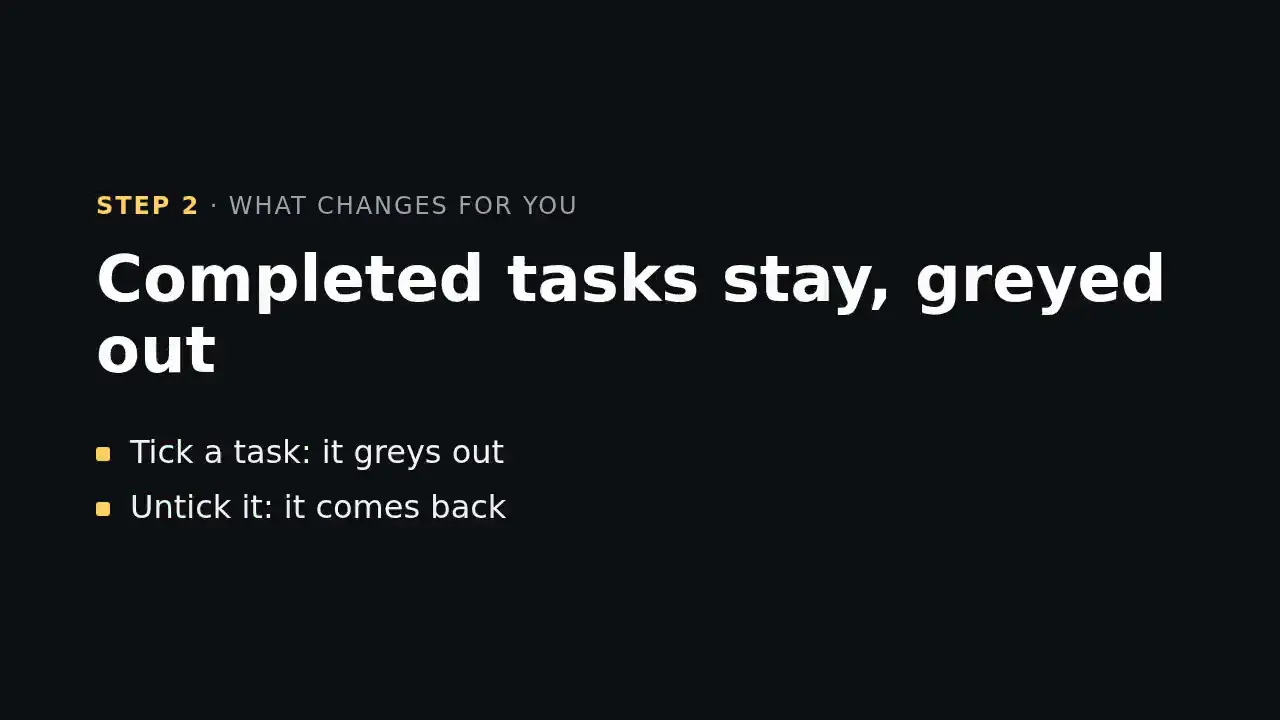 STEP 2 · WHAT CHANGES FOR YOU
Completed tasks stay, greyed
out
Tick a task: it greys out
Untick it: it comes back